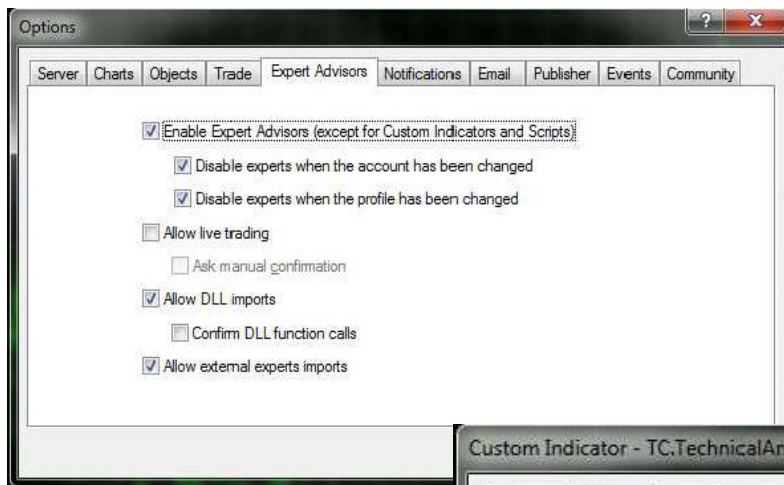 Options
Server Charts Objects Trade Expert Advisors Notifications Email Publisher Events Community
Enable Expert Advisors (except for Custom Indicators and Scripts)
Disable experts when the account has been changed
Disable experts when the profile has been changed
Allow live trading
Ask manual confirmation
Allow DLL imports
Confirm DLL function calls
Allow external experts imports
Custom Indicator - TC.TechnicalAn